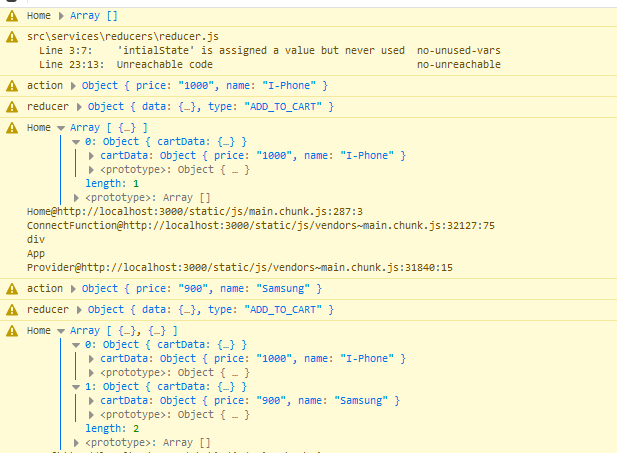 Home ▶ Array []
src\services\reducers\reducer.js
Line 3:7: 'intialState' is assigned a value but never used no-unused-vars
Line 23:13: Unreachable code no-unreachable
action ▶ Object { price: "1000", name: "I-Phone" }
reducer ▶ Object { data: {…}, type: "ADD_TO_CART" }
Home ▼ Array [ {…} ]
▼ 0: Object { cartData: {…} }
▶ cartData: Object { price: "1000", name: "I-Phone" }
▶ <prototype>: Object { … }
length: 1
▶ <prototype>: Array []
Home@http://localhost:3000/static/js/main.chunk.js:287:3
ConnectFunction@http://localhost:3000/static/js/vendors~main.chunk.js:32127:75
div
App
Provider@http://localhost:3000/static/js/vendors~main.chunk.js:31840:15
action ▶ Object { price: "900", name: "Samsung" }
reducer ▶ Object { data: {…}, type: "ADD_TO_CART" }
Home ▼ Array [ {…}, {…} ]
▼ 0: Object { cartData: {…} }
▶ cartData: Object { price: "1000", name: "I-Phone" }
▶ <prototype>: Object { … }
▼ 1: Object { cartData: {…} }
▶ cartData: Object { price: "900", name: "Samsung" }
▶ <prototype>: Object { … }
length: 2
▶ <prototype>: Array []